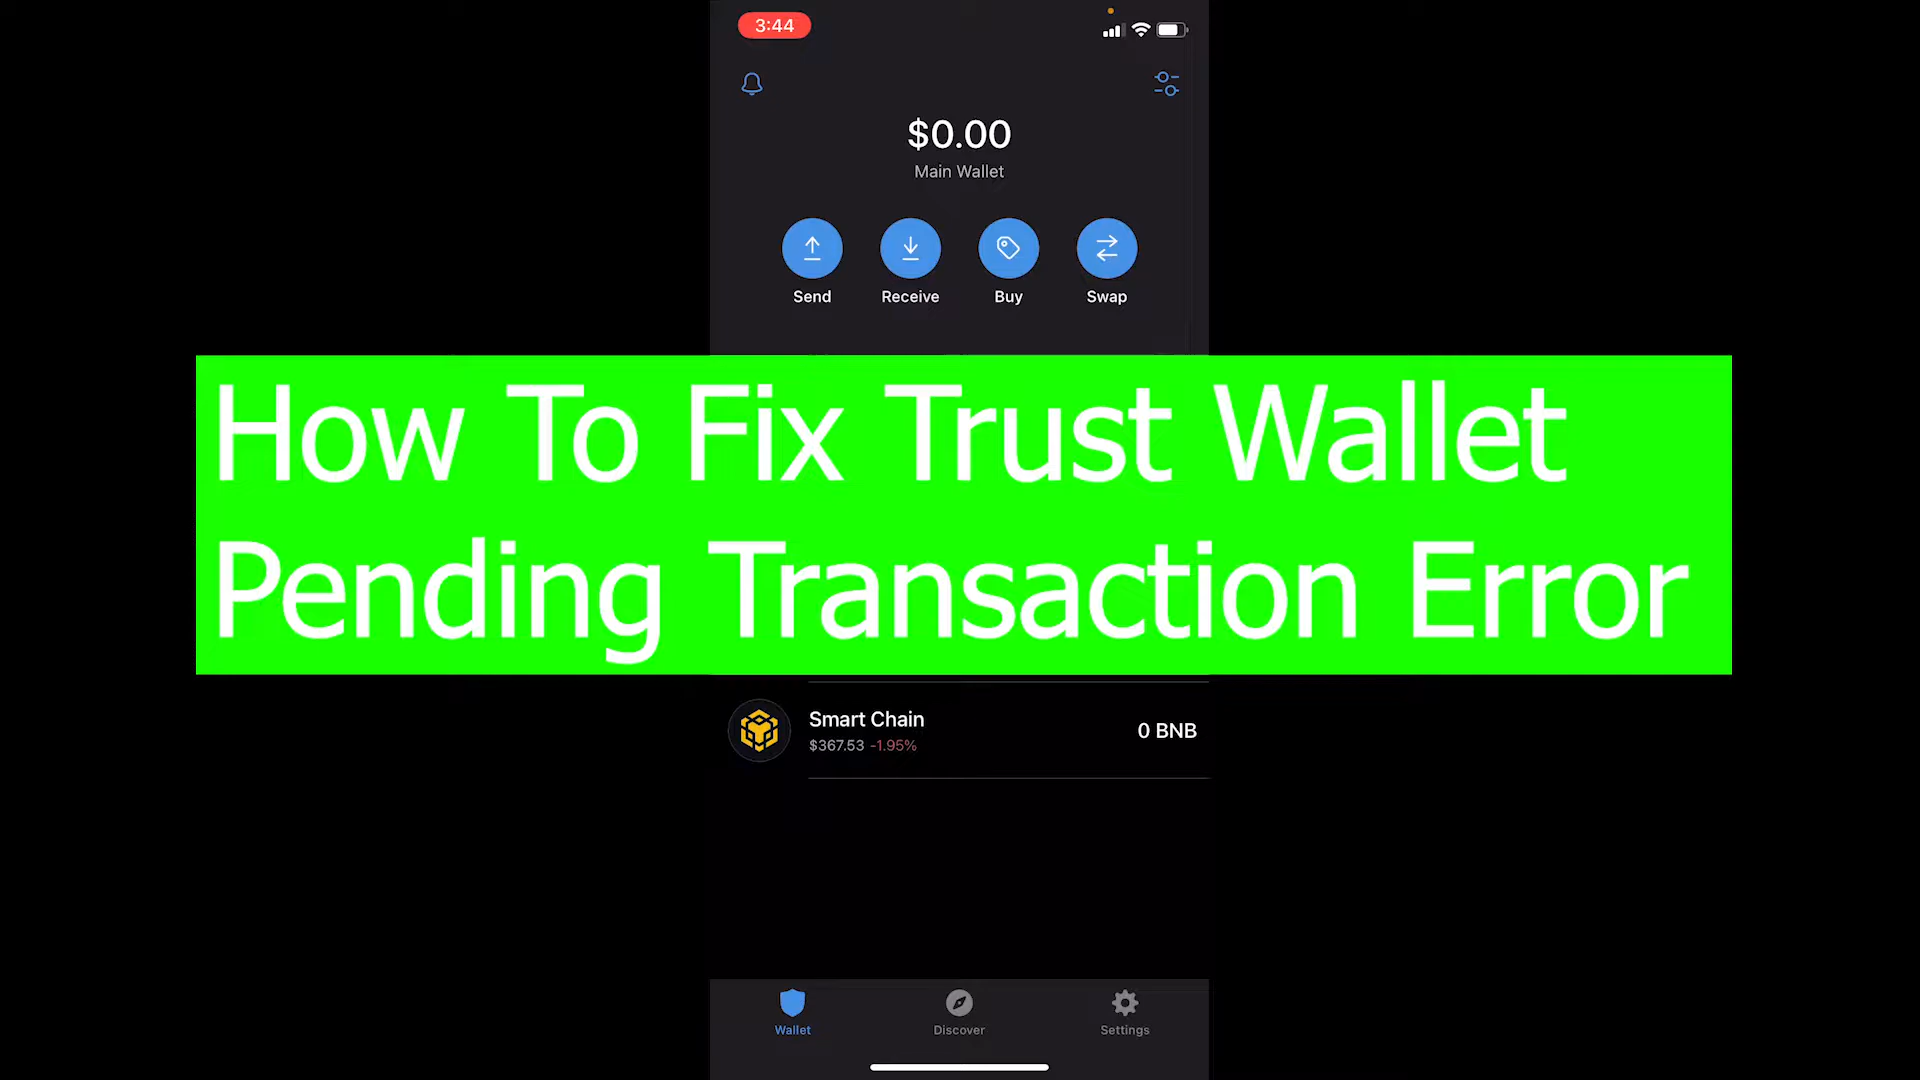 3:44
$0.00
Main Wallet
Send Receive Buy Swap
How To Fix Trust Wallet
Pending Transaction Error
Smart Chain
$367.53 -1.95%
0 BNB
Wallet Discover Settings